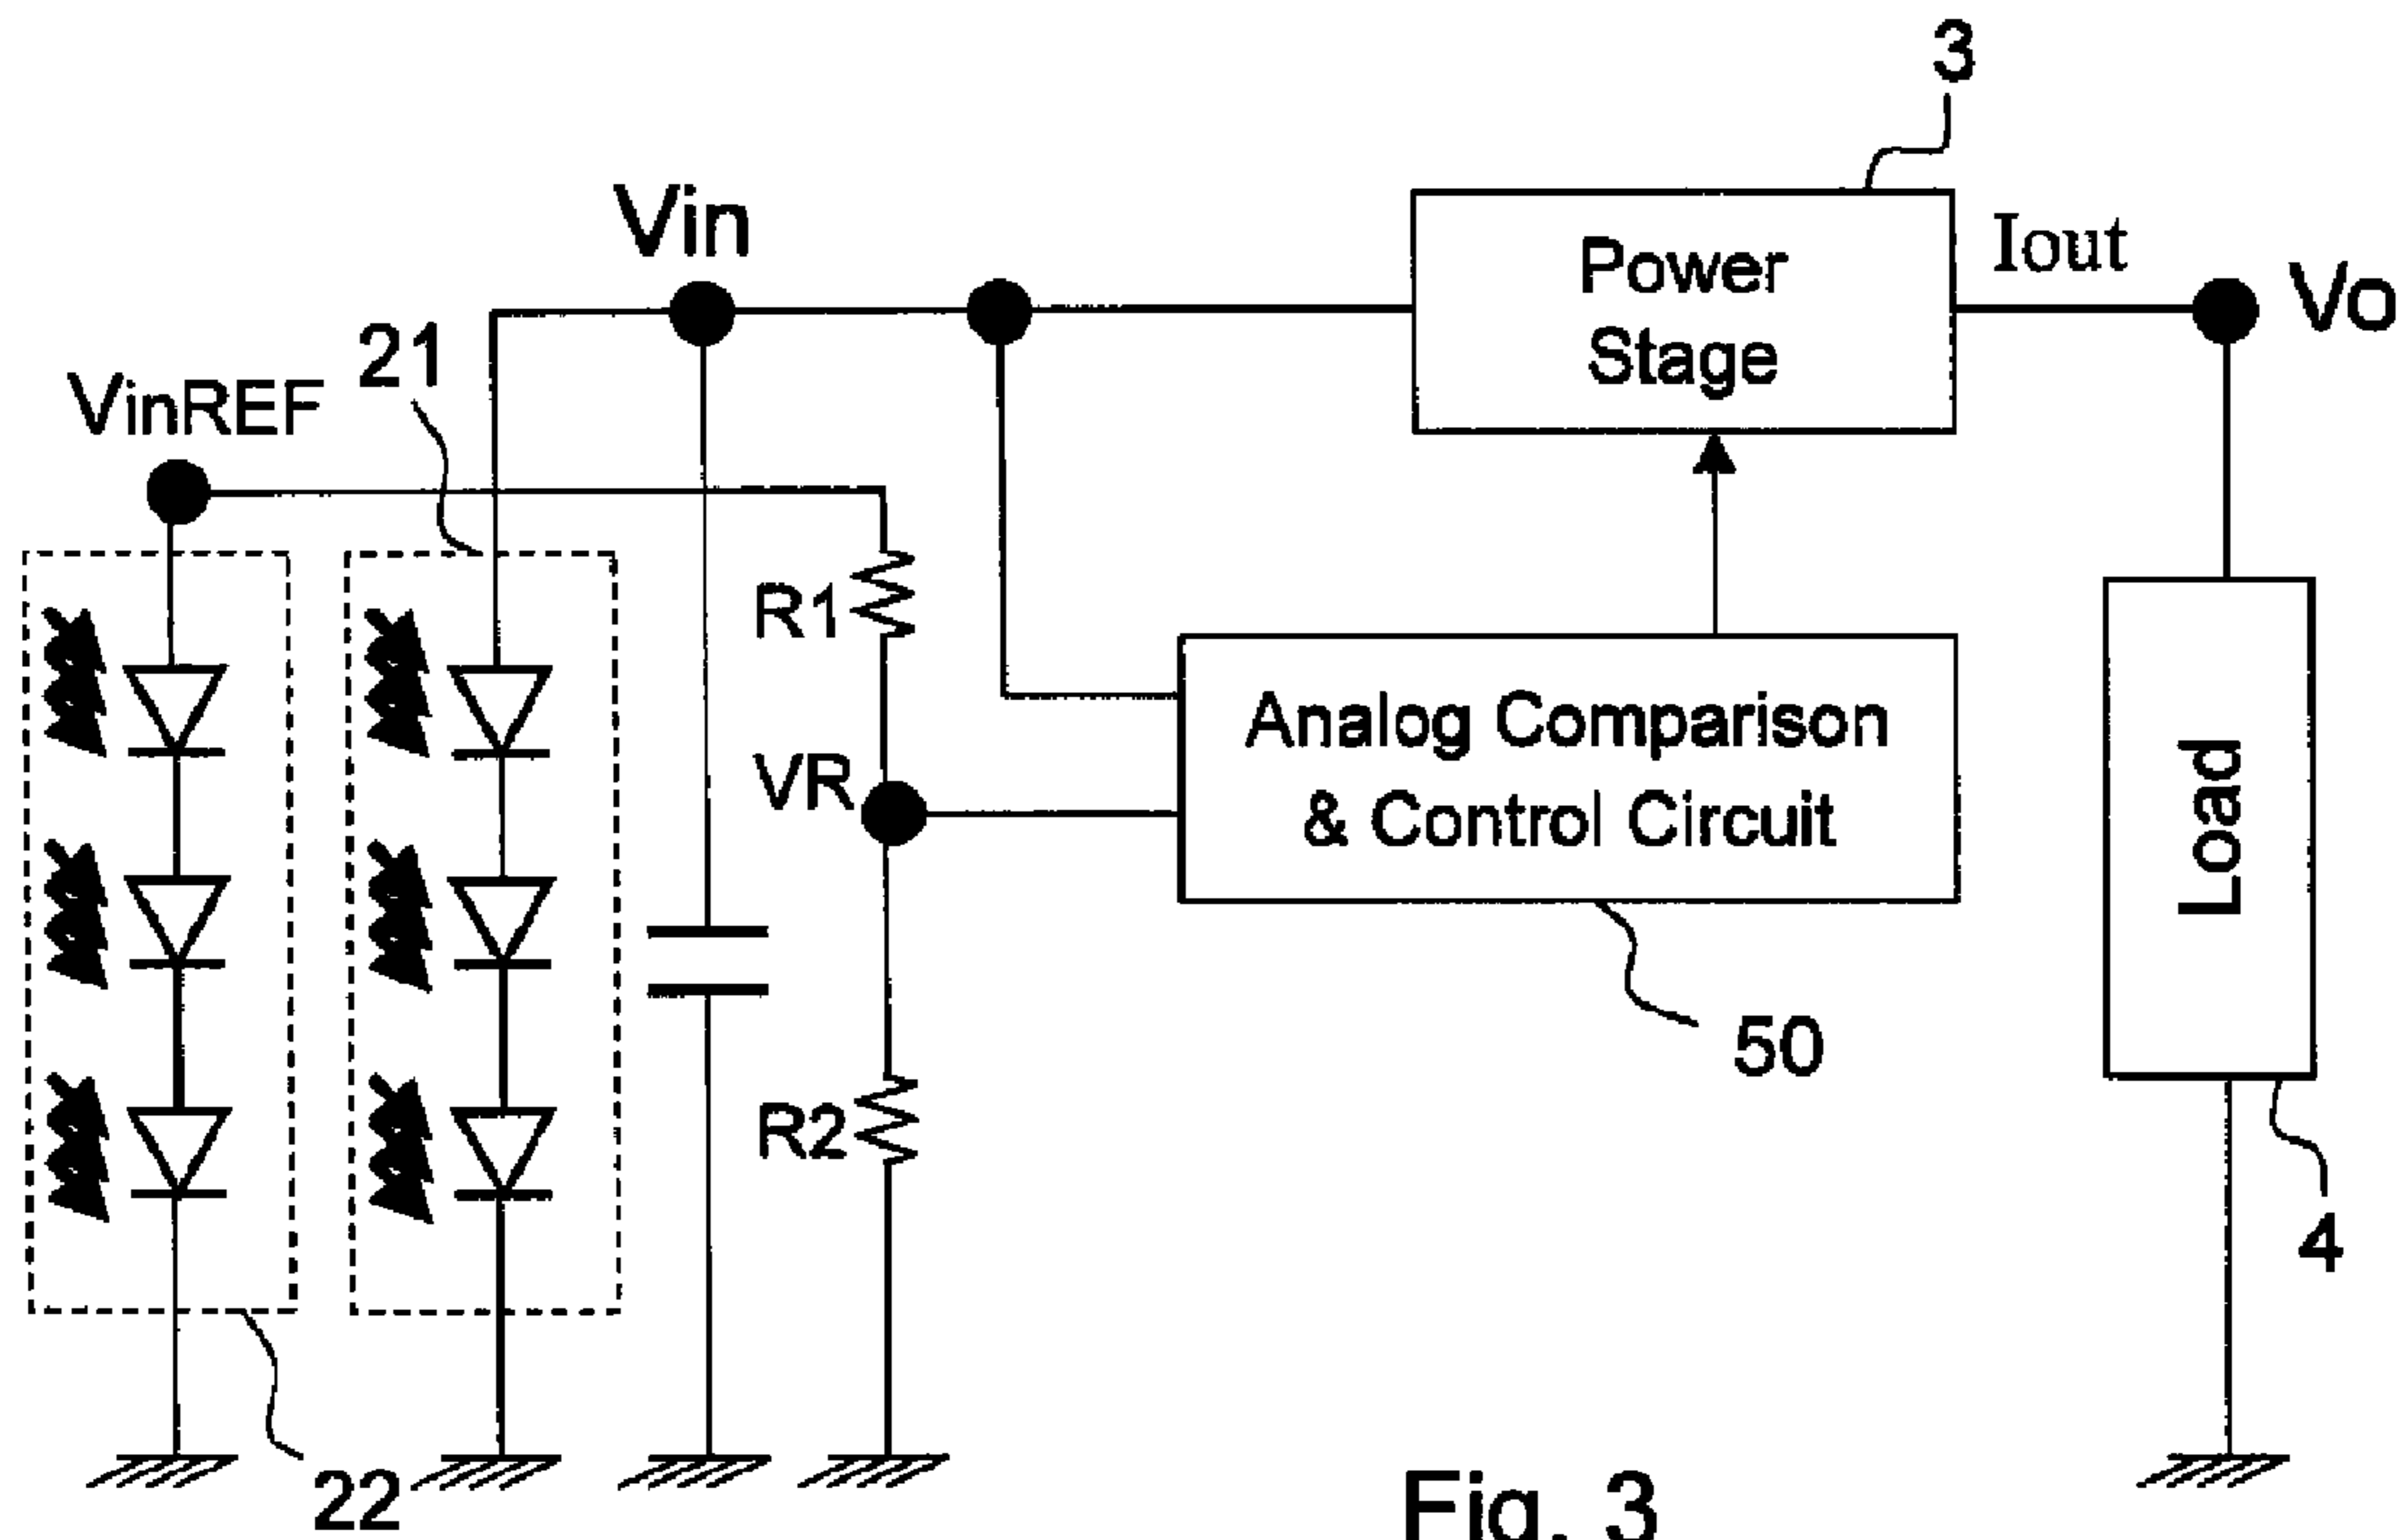 3
Vin
Power
Stage
Iout
Vo
21
VinREF
R1
Analog Comparison
& Control Circuit
VR
Load
50
R2
4
22
Fig. 3